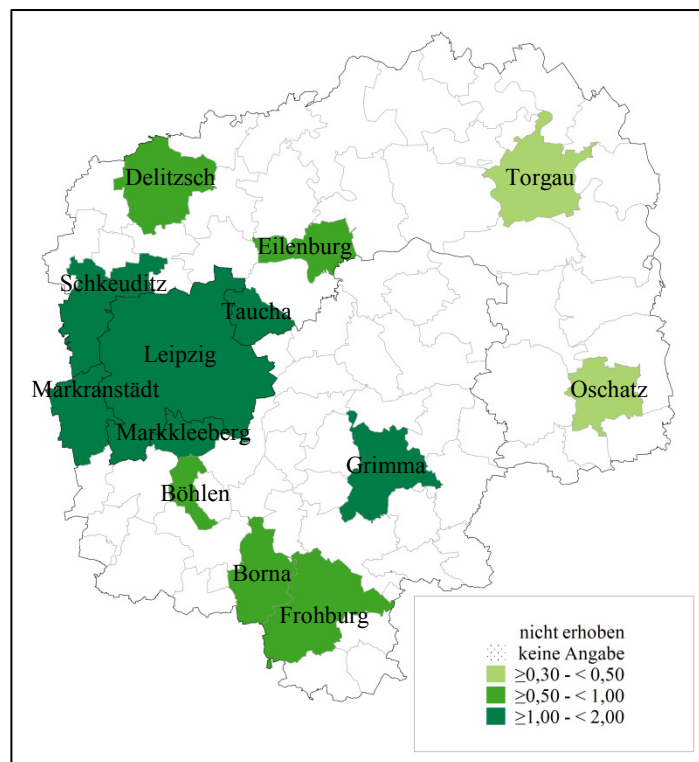 Delitzsch
Torgau
Eilenburg
Schkeuditz
Taucha
Leipzig
Markranstädt
Oschatz
Markkleeberg
Grimma
Böhlen
Borna
Frohburg
nicht erhoben
keine Angabe
≥0,30 - < 0,50
≥0,50 - < 1,00
≥1,00 - < 2,00